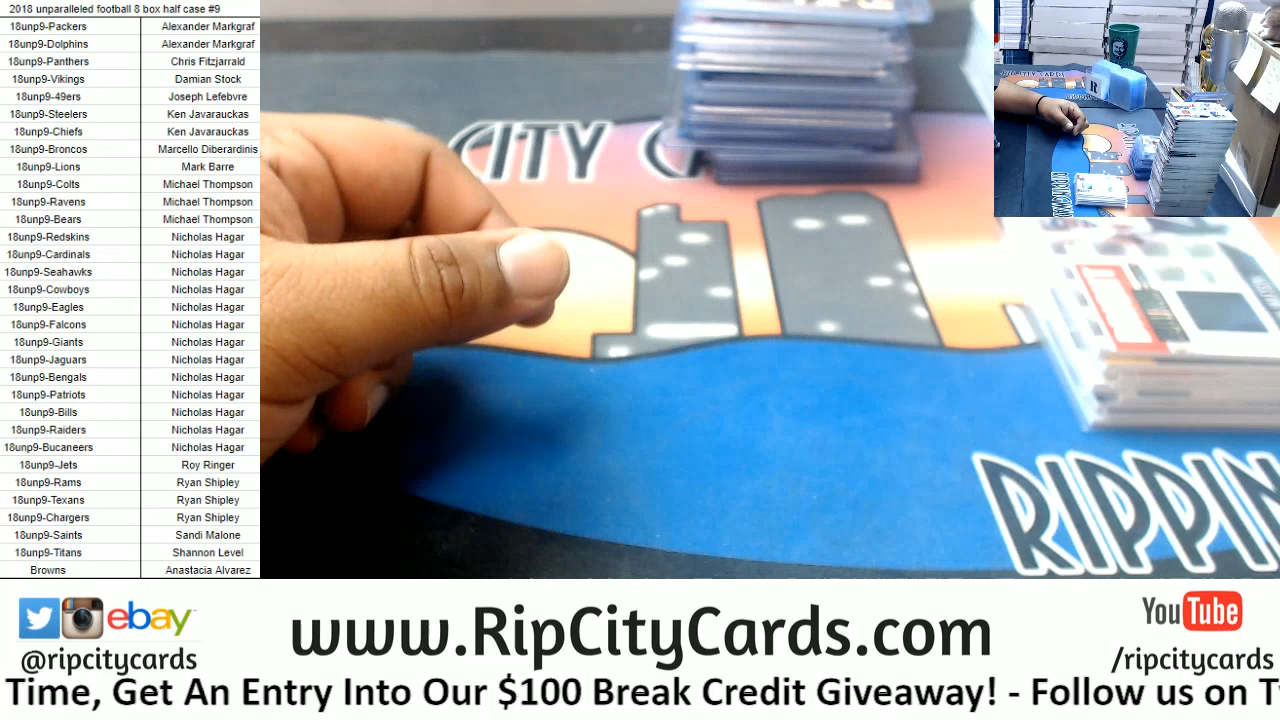 2018 unparalleled football 8 box half case #9
18unp9-Packers Alexander Markgraf
18unp9-Dolphins Alexander Markgraf
18unp9-Panthers Chris Fitzjarrald
18unp9-Vikings Damian Stock
18unp9-49ers Joseph Lefebvre
18unp9-Steelers Ken Javarauckas
18unp9-Chiefs Ken Javarauckas
18unp9-Broncos Marcello Diberardinis
18unp9-Lions Mark Barre
18unp9-Colts Michael Thompson
18unp9-Ravens Michael Thompson
18unp9-Bears Michael Thompson
18unp9-Redskins Nicholas Hagar
18unp9-Cardinals Nicholas Hagar
18unp9-Seahawks Nicholas Hagar
18unp9-Cowboys Nicholas Hagar
18unp9-Eagles Nicholas Hagar
18unp9-Falcons Nicholas Hagar
18unp9-Giants Nicholas Hagar
18unp9-Jaguars Nicholas Hagar
18unp9-Bengals Nicholas Hagar
18unp9-Patriots Nicholas Hagar
18unp9-Bills Nicholas Hagar
18unp9-Raiders Nicholas Hagar
18unp9-Bucaneers Nicholas Hagar
18unp9-Jets Roy Ringer
18unp9-Rams Ryan Shipley
18unp9-Texans Ryan Shipley
18unp9-Chargers Ryan Shipley
18unp9-Saints Sandi Malone
18unp9-Titans Shannon Level
Browns Anastacia Alvarez
CITY C
RIPPIN
ebay
@ripcitycards
www.RipCityCards.com
YouTube
/ripcitycards
Time, Get An Entry Into Our $100 Break Credit Giveaway! - Follow us on T